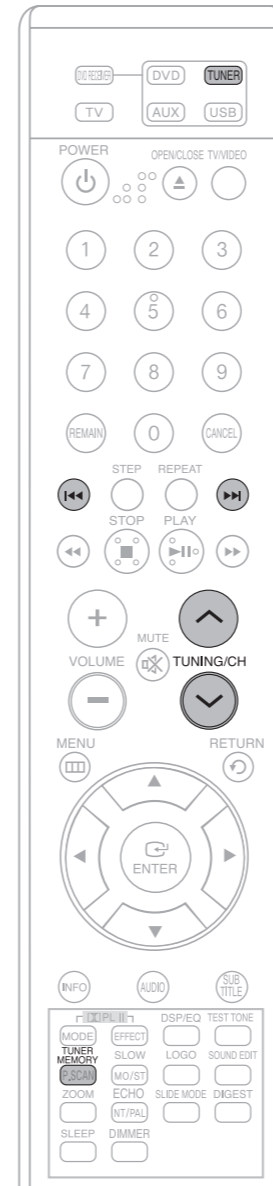 DVD RECEIVER DVD TUNER
TV AUX USB
POWER OPEN/CLOSE TV/VIDEO
1 2 3
4 5 6
7 8 9
REMAIN 0 CANCEL
STEP REPEAT
STOP PLAY
MUTE
VOLUME TUNING/CH
MENU RETURN
ENTER
INFO AUDIO SUB TITLE
PL II DSP/EQ TEST TONE
MODE EFFECT
TUNER MEMORY SLOW LOGO SOUND EDIT
P.SCAN MO/ST
ZOOM ECHO SLIDE MODE DIGEST
NT/PAL
SLEEP DIMMER